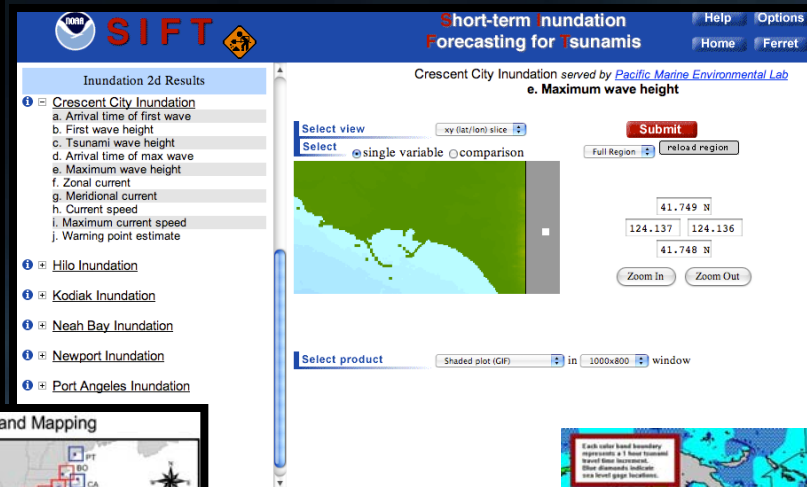 NOAA
SIFT
Short-term Inundation
Forecasting for Tsunamis
Help
Options
Home
Ferret
Inundation 2d Results
Crescent City Inundation
a. Arrival time of first wave
b. First wave height
c. Tsunami wave height
d. Arrival time of max wave
e. Maximum wave height
f. Zonal current
g. Meridional current
h. Current speed
i. Maximum current speed
j. Warning point estimate
Hilo Inundation
Kodiak Inundation
Neah Bay Inundation
Newport Inundation
Port Angeles Inundation
Crescent City Inundation served by Pacific Marine Environmental Lab
e. Maximum wave height
Select view
xy (lat/lon) slice
Submit
Select
single variable
comparison
Full Region
reload region
41.749 N
124.137
124.136
41.748 N
Zoom In
Zoom Out
Select product
Shaded plot (GIF)
in
1000x800
window
and Mapping
PT
BO
CA
Each color band boundary
represents a 1 hour tsunami
travel time increment.
Blue diamonds indicate
sea level gage locations.